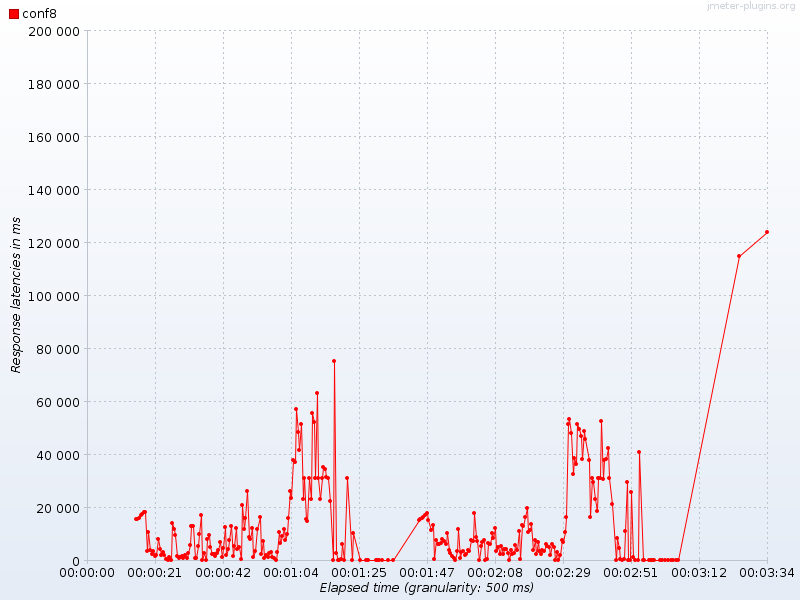 jmeter-plugins.org
conf8
200 000
180 000
160 000
140 000
120 000
100 000
80 000
60 000
40 000
20 000
0
Response latencies in ms
00:00:00 00:00:21 00:00:42 00:01:04 00:01:25 00:01:47 00:02:08 00:02:29 00:02:51 00:03:12 00:03:34
Elapsed time (granularity: 500 ms)